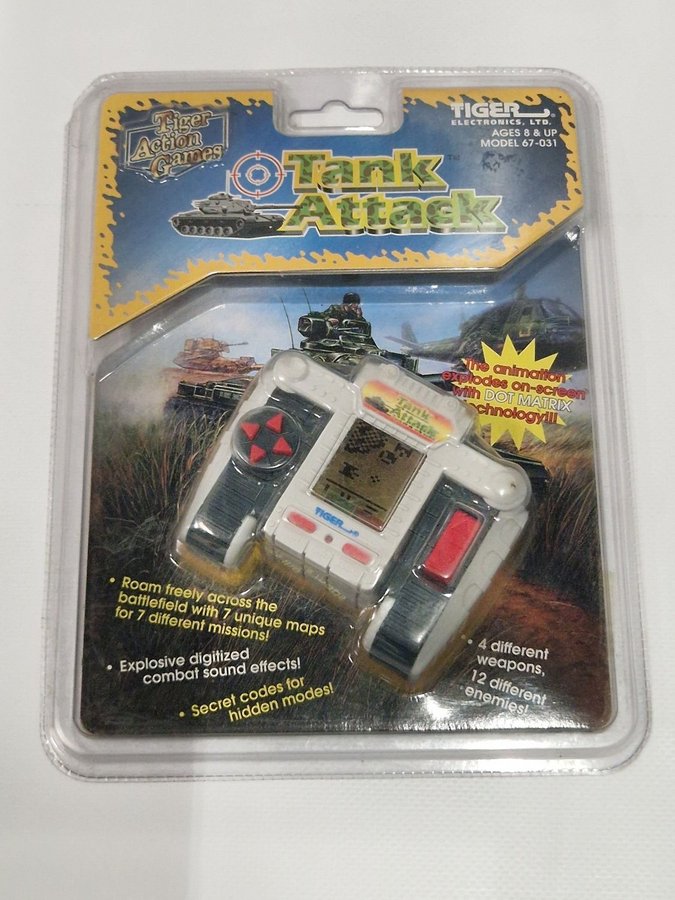 Tiger
Action
Games
TIGER
ELECTRONICS, LTD.
AGES 8 & UP
MODEL 67-031
Tank™
Attack
The animation
explodes on-screen
with DOT MATRIX
technology!!!
Tank
Attack
TIGER®
• Roam freely across the
battlefield with 7 unique maps
for 7 different missions!
• Explosive digitized
combat sound effects!
• Secret codes for
hidden modes!
• 4 different
weapons,
12 different
enemies!